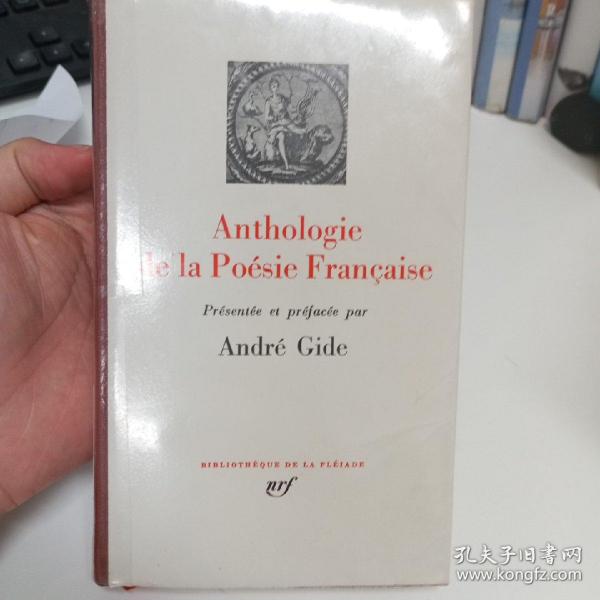 Anthologie
de la Poésie Française
Présentée et préfacée par
André Gide
BIBLIOTHÈQUE DE LA PLÉIADE
nrf
孔夫子旧书网
www.kongfz.com